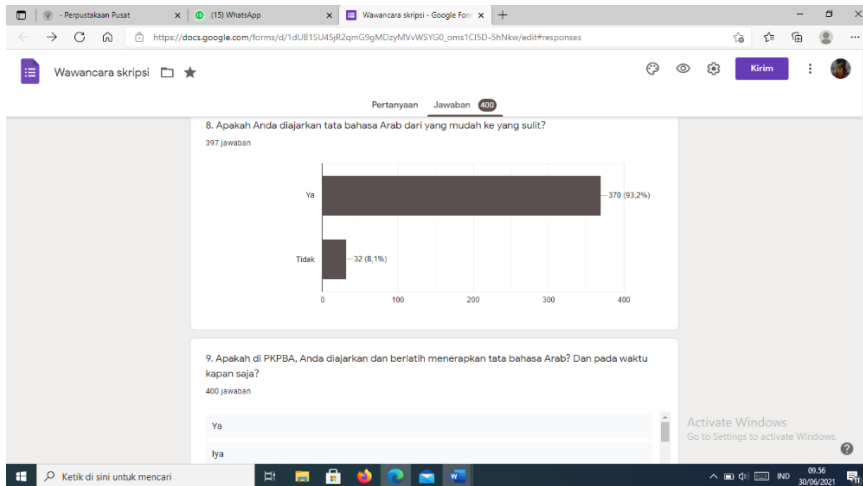 - Perpustakaan Pusat
(15) WhatsApp
Wawancara skripsi - Google Form
https://docs.google.com/forms/d/1dU81SU45jR2qmG9gMDzyMVvWSYG0_oms1CI5D-5hNkw/edit#responses
Wawancara skripsi
Kirim
Pertanyaan Jawaban 400
8. Apakah Anda diajarkan tata bahasa Arab dari yang mudah ke yang sulit?
397 jawaban
Ya
370 (93,2%)
Tidak
32 (8,1%)
0 100 200 300 400
9. Apakah di PKPBA, Anda diajarkan dan berlatih menerapkan tata bahasa Arab? Dan pada waktu
kapan saja?
400 jawaban
Ya
Iya
Activate Windows
Go to Settings to activate Windows.
Ketik di sini untuk mencari
IND
09.56
30/06/2021